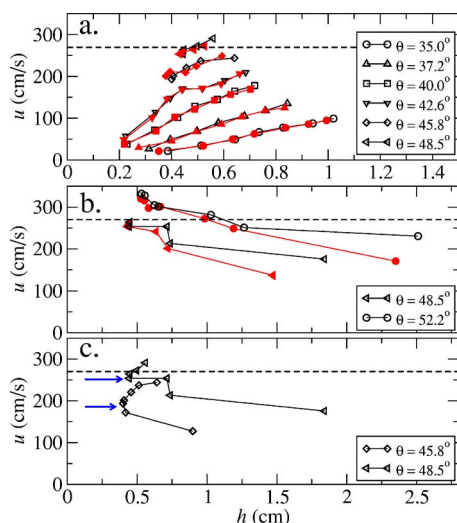 a.
300
200
100
0
u (cm/s)
θ = 35.0°
θ = 37.2°
θ = 40.0°
θ = 42.6°
θ = 45.8°
θ = 48.5°
0
0.2
0.4
0.6
0.8
1
1.2
1.4
b.
300
200
100
0
u (cm/s)
θ = 48.5°
θ = 52.2°
c.
300
200
100
0
u (cm/s)
θ = 45.8°
θ = 48.5°
0
0.5
1
1.5
2
2.5
h (cm)